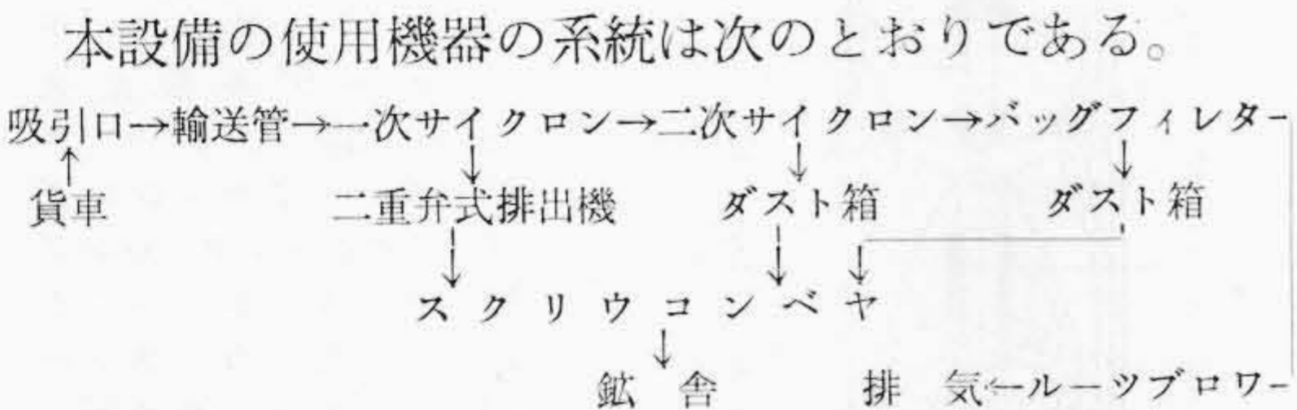 本設備の使用機器の系統は次のとおりである。
吸引口→輸送管→一次サイクロン→二次サイクロン→バッグフィレター
↑ ↓ ↓ ↓
貨車 二重弁式排出機 ダスト箱 ダスト箱
↓ ↓ ↓
スクリウコンベヤ
↓
鉱舎 排気←ルーツブロワー